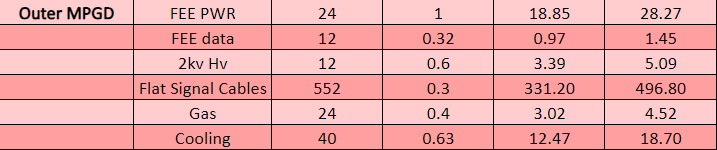 Outer MPGD FEE PWR 24 1 18.85 28.27
FEE data 12 0.32 0.97 1.45
2kv Hv 12 0.6 3.39 5.09
Flat Signal Cables 552 0.3 331.20 496.80
Gas 24 0.4 3.02 4.52
Cooling 40 0.63 12.47 18.70